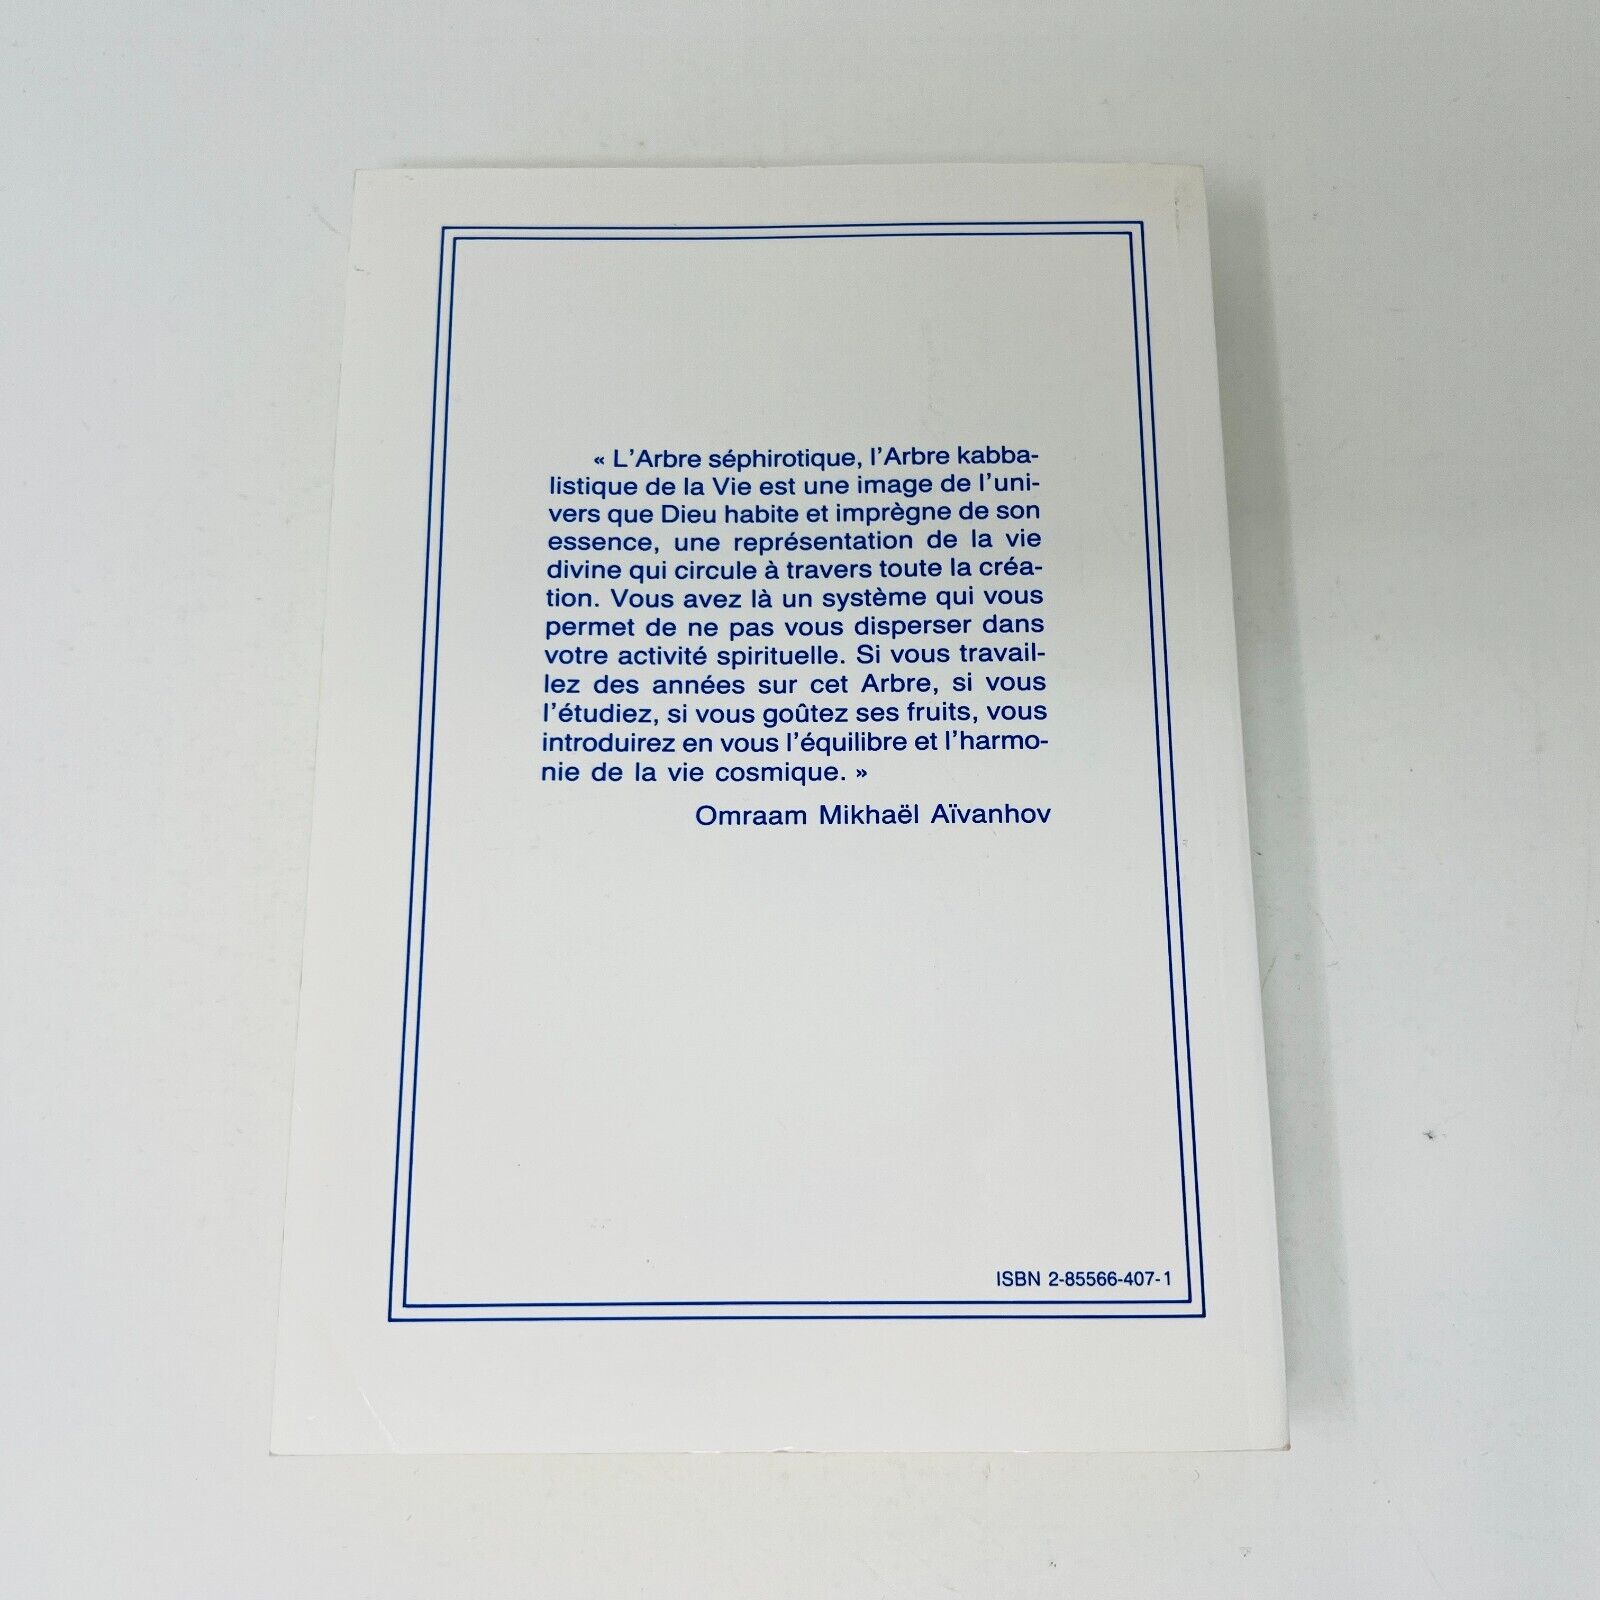 « L'Arbre séphirotique, l'Arbre kabba-
listique de la Vie est une image de l'uni-
vers que Dieu habite et imprègne de son
essence, une représentation de la vie
divine qui circule à travers toute la créa-
tion. Vous avez là un système qui vous
permet de ne pas vous disperser dans
votre activité spirituelle. Si vous travail-
lez des années sur cet Arbre, si vous
l'étudiez, si vous goûtez ses fruits, vous
introduirez en vous l'équilibre et l'harmo-
nie de la vie cosmique. »
Omraam Mikhaël Aïvanhov
ISBN 2-85566-407-1